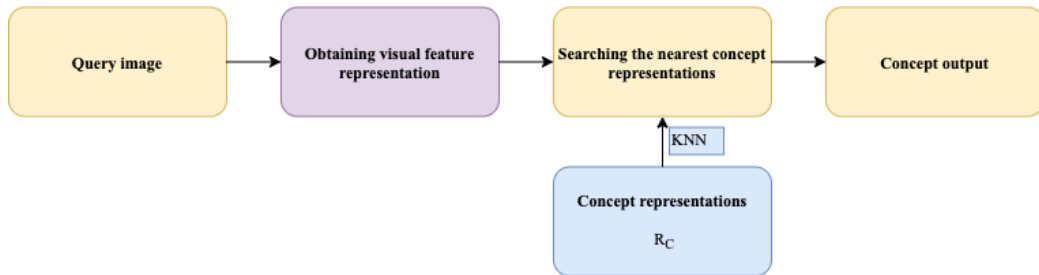 Query image
Obtaining visual feature
representation
Searching the nearest concept
representations
Concept output
KNN
Concept representations
R_C